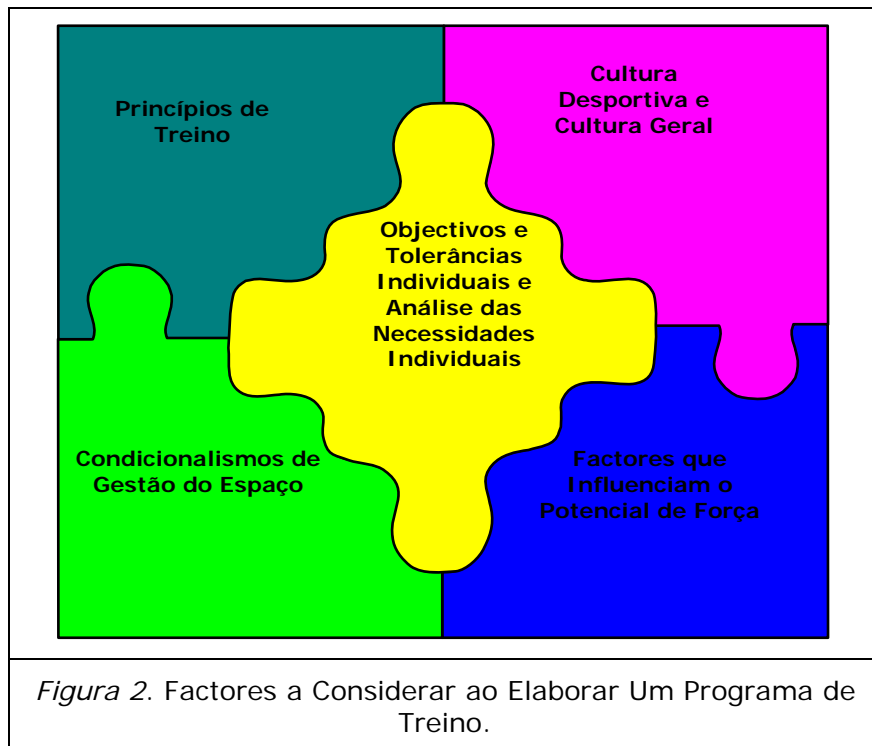 Princípios de
Treino
Cultura
Desportiva e
Cultura Geral
Objectivos e
Tolerâncias
Individuais e
Análise das
Necessidades
Individuais
Condicionalismos de
Gestão do Espaço
Factores que
Influenciam o
Potencial de Força
Figura 2. Factores a Considerar ao Elaborar Um Programa de
Treino.